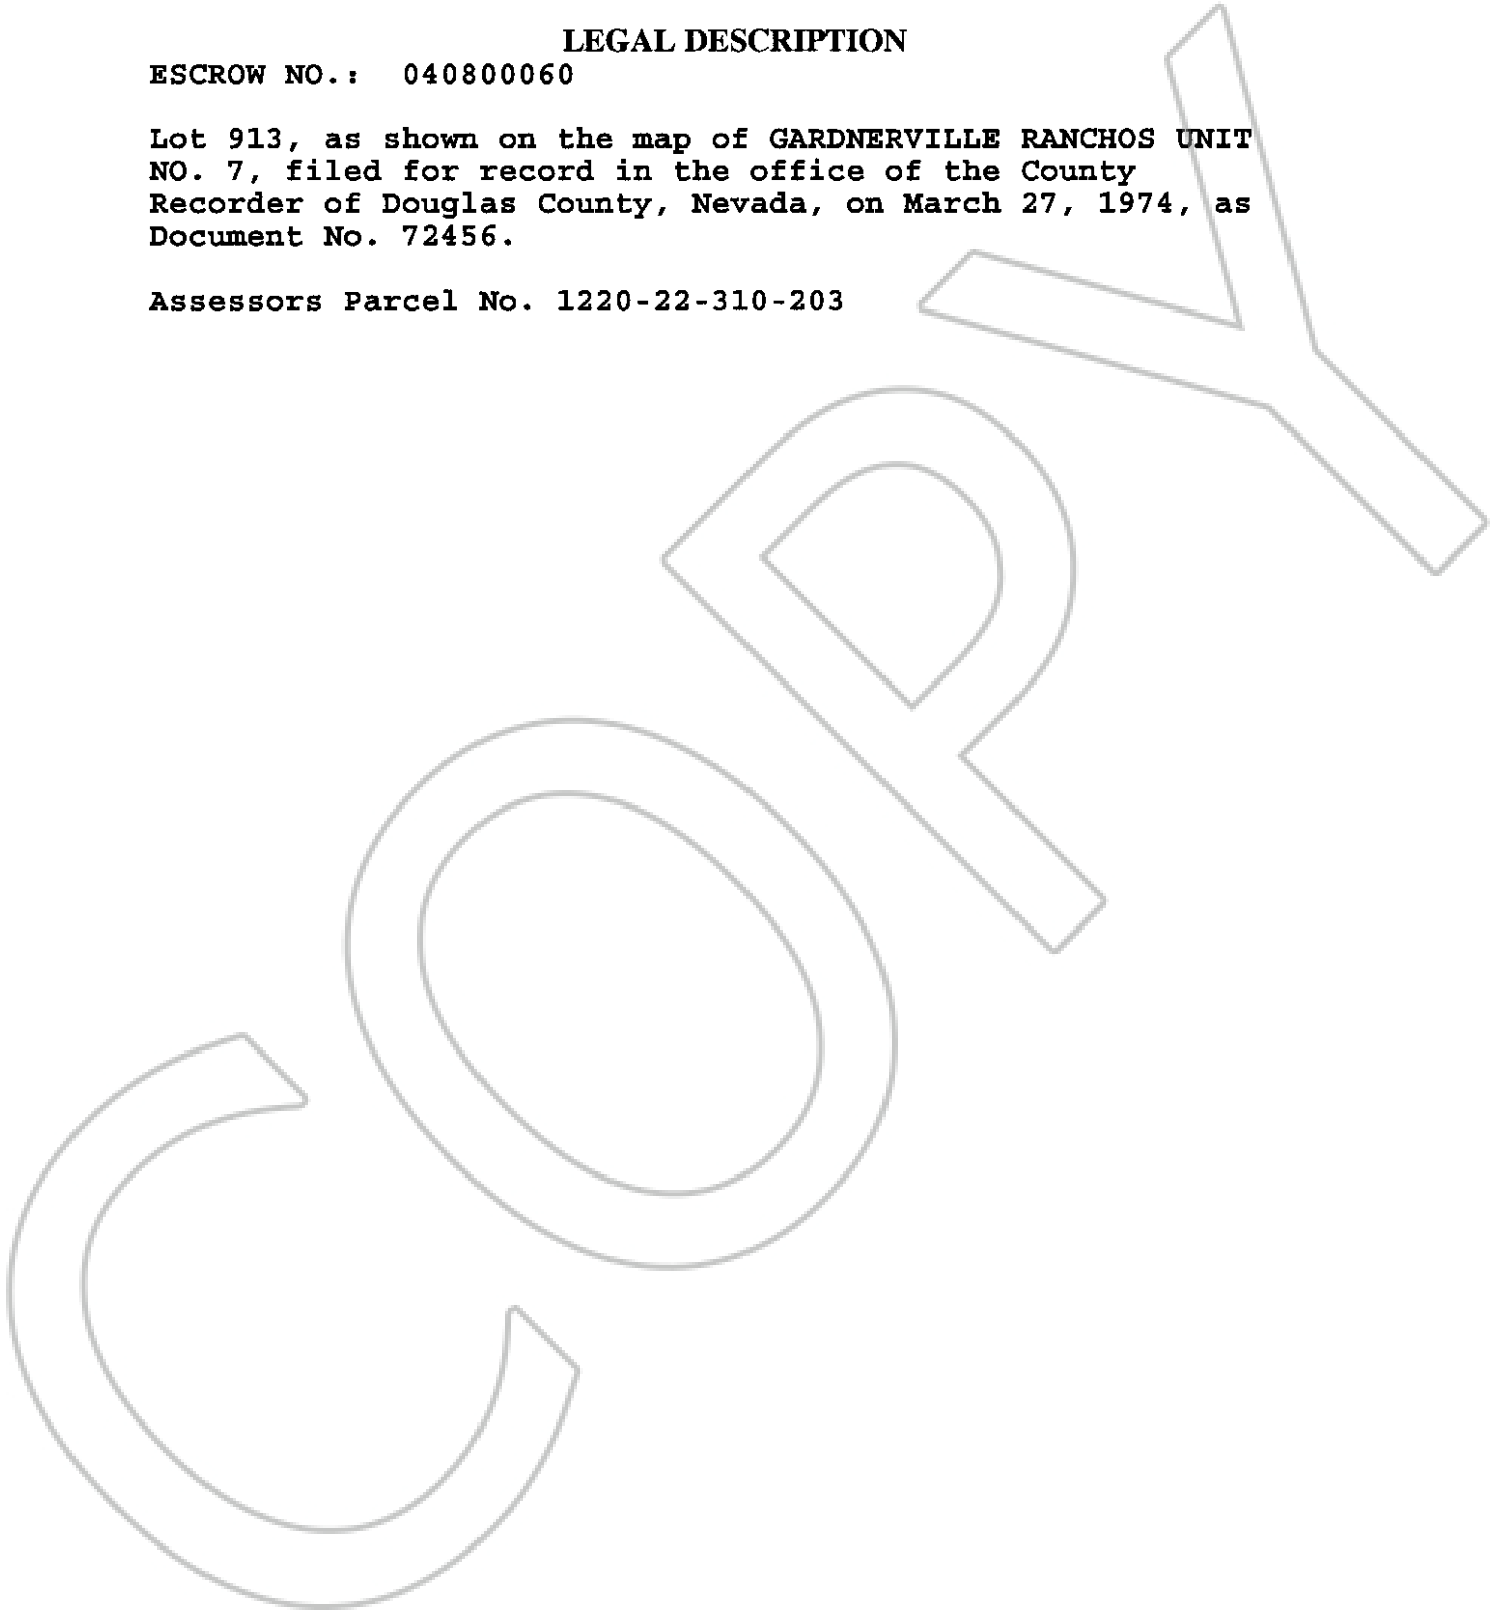 LEGAL DESCRIPTION
ESCROW NO.: 040800060
Lot 913, as shown on the map of GARDNERVILLE RANCHOS UNIT
NO. 7, filed for record in the office of the County
Recorder of Douglas County, Nevada, on March 27, 1974, as
Document No. 72456.
Assessors Parcel No. 1220-22-310-203
COPY